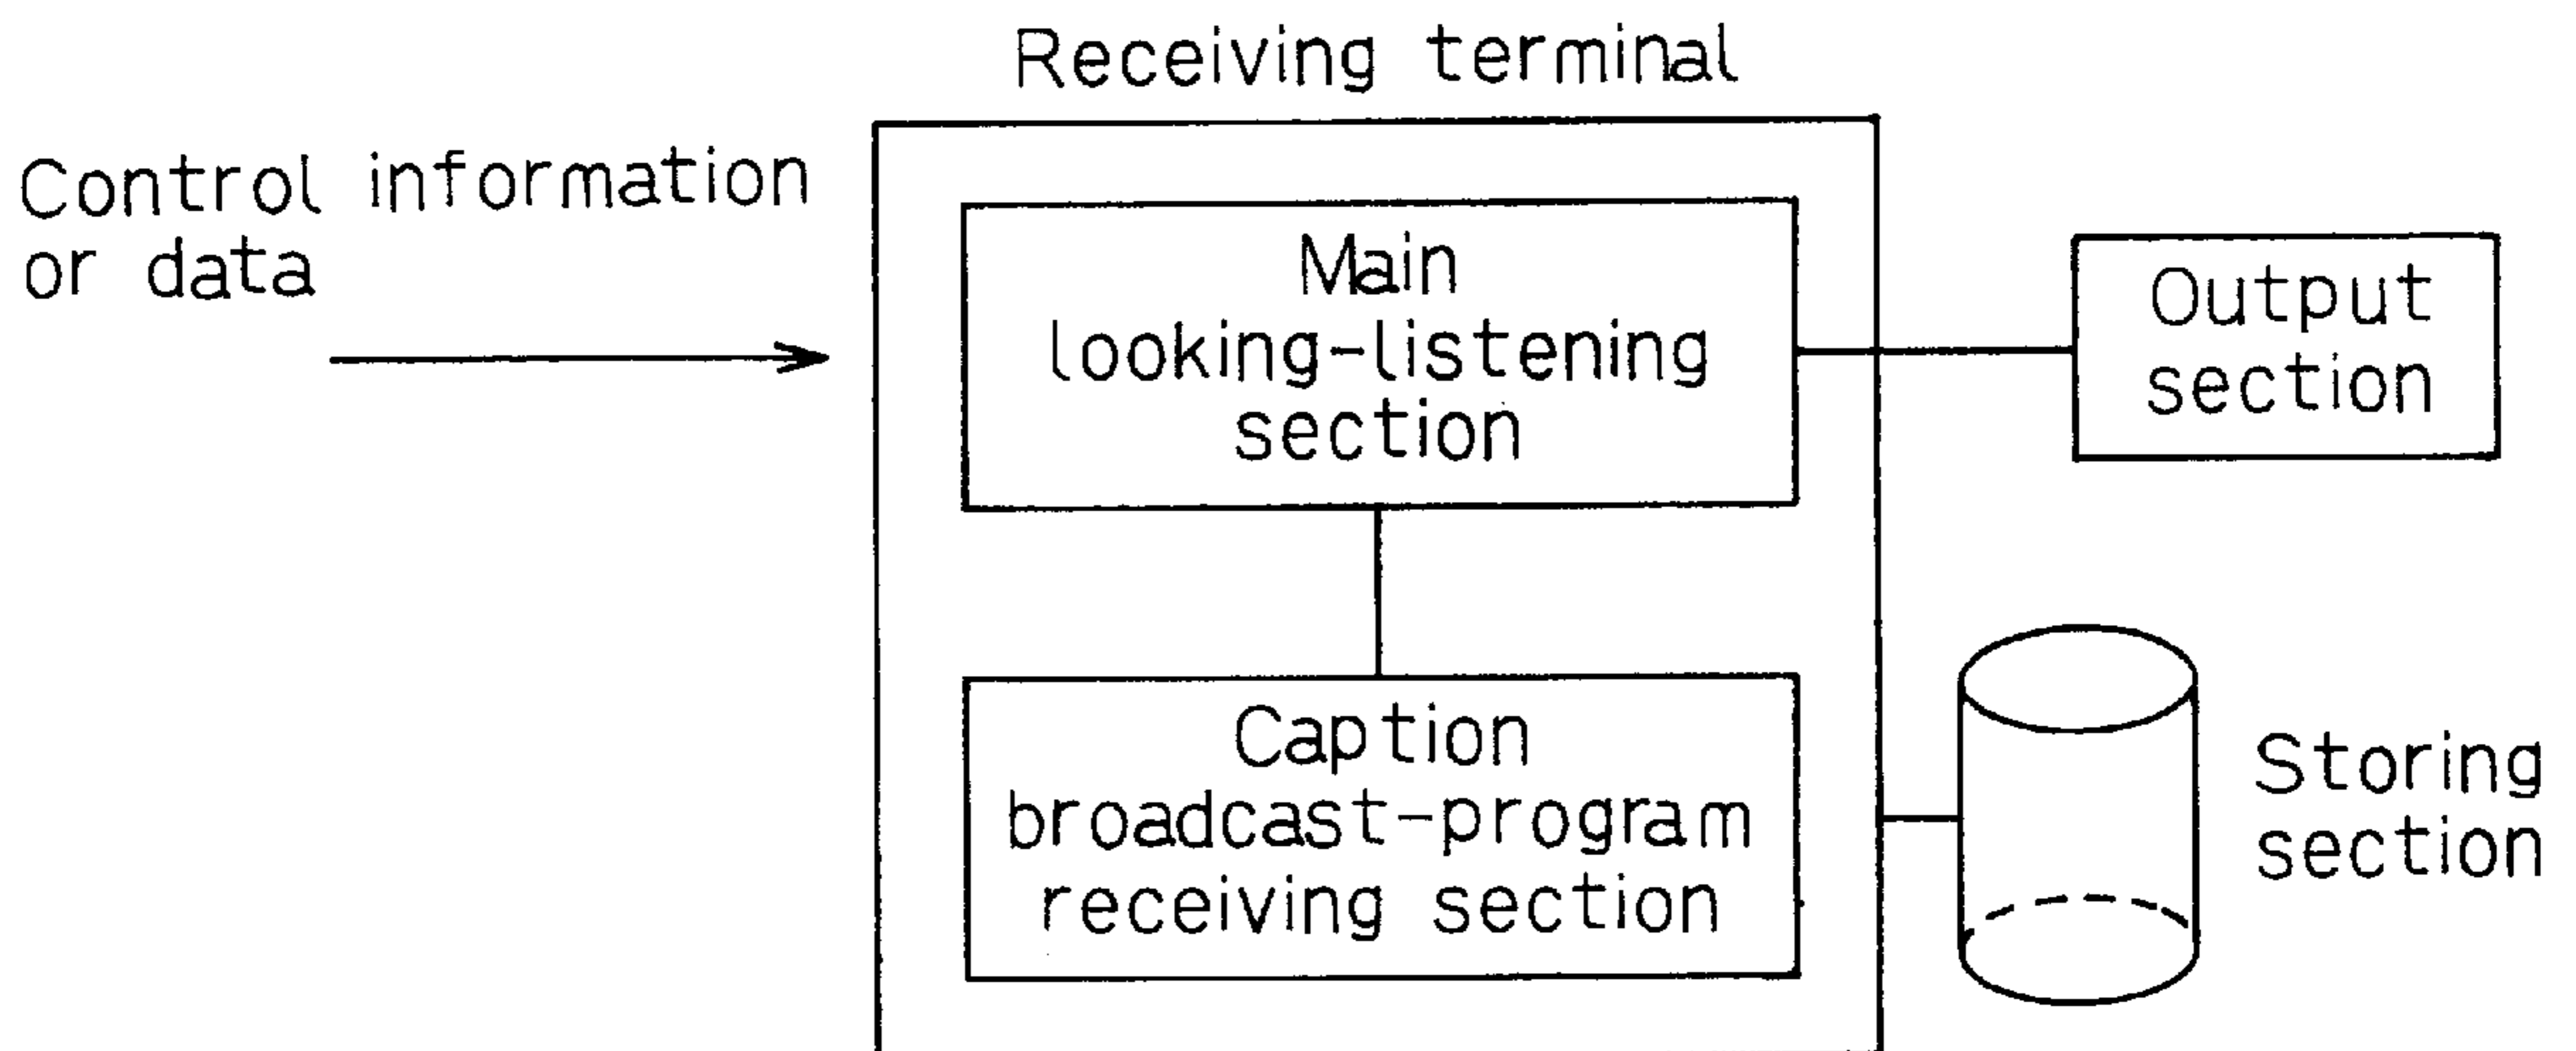 Receiving terminal
Control information
or data
Main
looking-listening
section
Output
section
Caption
broadcast-program
receiving section
Storing
section